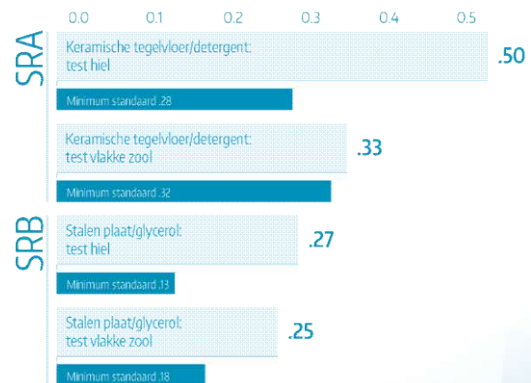 0.0 0.1 0.2 0.3 0.4 0.5
SRA
Keramische tegelvloer/detergent:
test hiel
.50
Minimum standaard .28
Keramische tegelvloer/detergent:
test vlakke zool
.33
Minimum standaard .32
SRB
Stalen plaat/glycerol:
test hiel
.27
Minimum standaard .13
Stalen plaat/glycerol:
test vlakke zool
.25
Minimum standaard .18